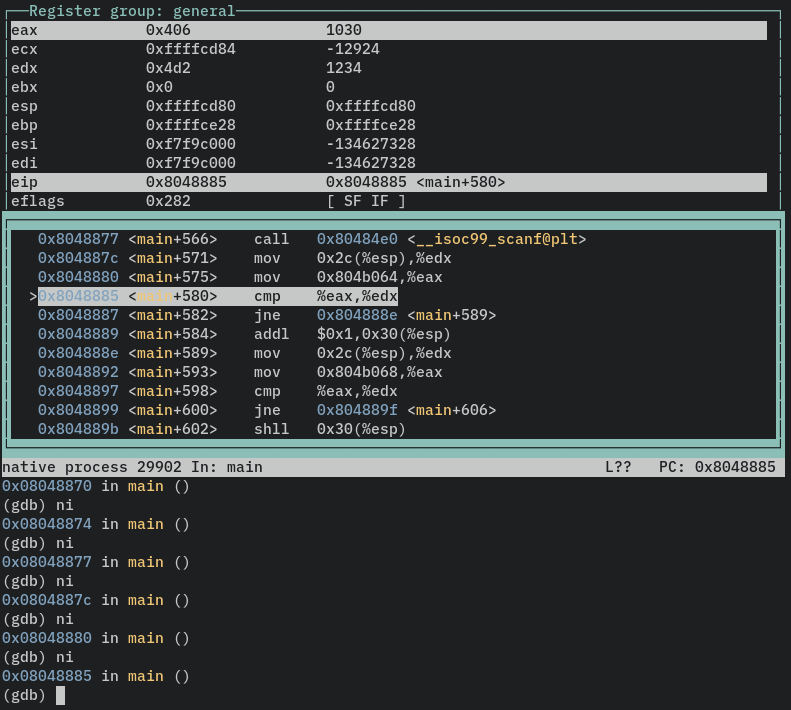 Register group: general
eax 0x406 1030
ecx 0xffffcd84 -12924
edx 0x4d2 1234
ebx 0x0 0
esp 0xffffcd80 0xffffcd80
ebp 0xffffce28 0xffffce28
esi 0xf7f9c000 -134627328
edi 0xf7f9c000 -134627328
eip 0x8048885 0x8048885 <main+580>
eflags 0x282 [ SF IF ]
0x8048877 <main+566> call 0x80484e0 <__isoc99_scanf@plt>
0x804887c <main+571> mov 0x2c(%esp),%edx
0x8048880 <main+575> mov 0x804b064,%eax
>0x8048885 <main+580> cmp %eax,%edx
0x8048887 <main+582> jne 0x804888e <main+589>
0x8048889 <main+584> addl $0x1,0x30(%esp)
0x804888e <main+589> mov 0x2c(%esp),%edx
0x8048892 <main+593> mov 0x804b068,%eax
0x8048897 <main+598> cmp %eax,%edx
0x8048899 <main+600> jne 0x804889f <main+606>
0x804889b <main+602> shll 0x30(%esp)
native process 29902 In: main L?? PC: 0x8048885
0x08048870 in main ()
(gdb) ni
0x08048874 in main ()
(gdb) ni
0x08048877 in main ()
(gdb) ni
0x0804887c in main ()
(gdb) ni
0x08048880 in main ()
(gdb) ni
0x08048885 in main ()
(gdb)